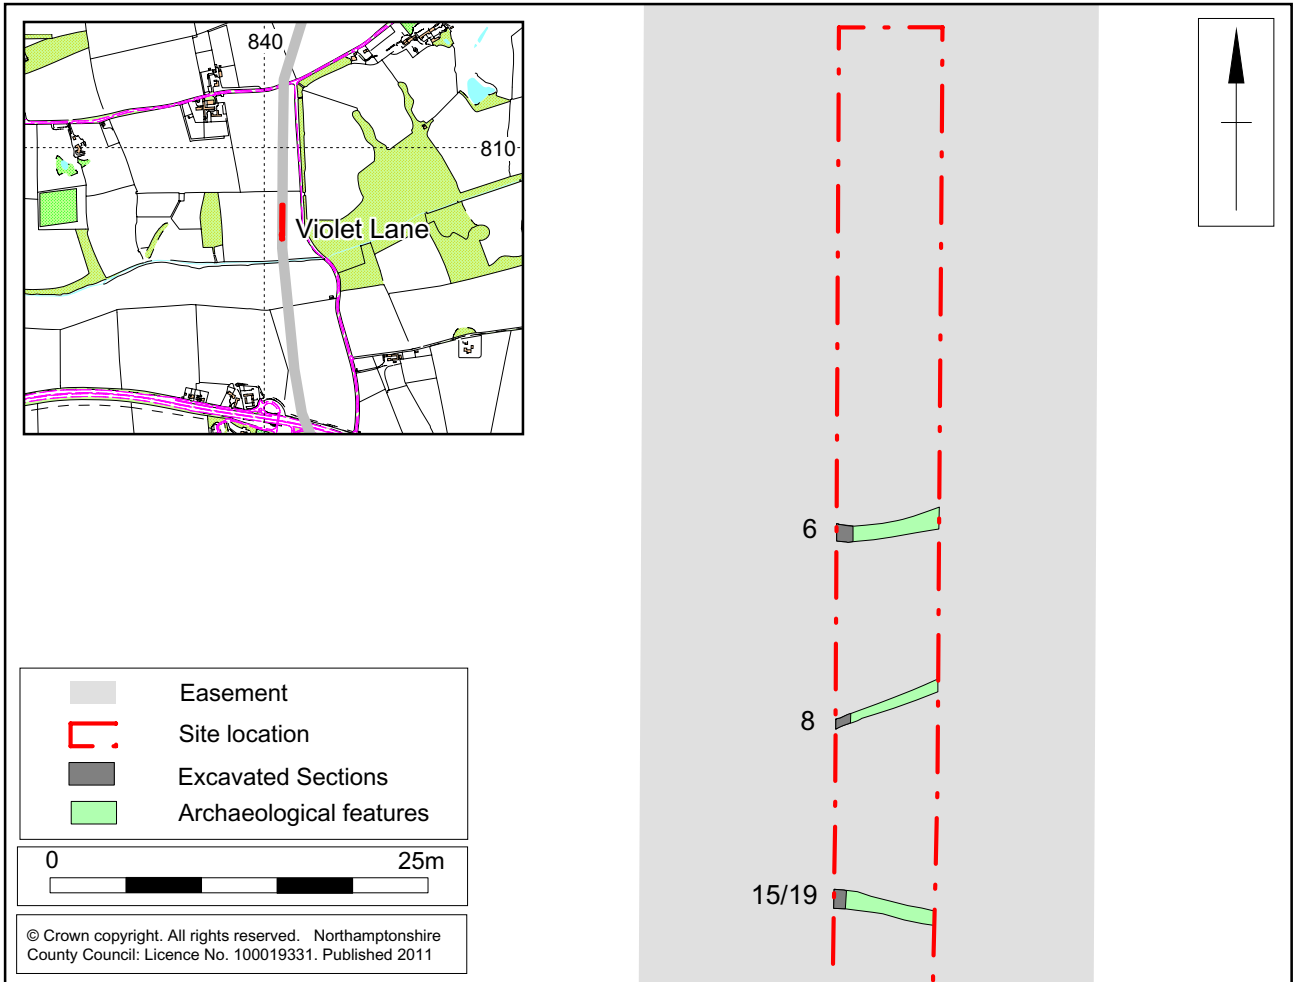 840
810
Violet Lane
6
8
15/19
Easement
Site location
Excavated Sections
Archaeological features
0 25m
© Crown copyright. All rights reserved. Northamptonshire
County Council: Licence No. 100019331. Published 2011